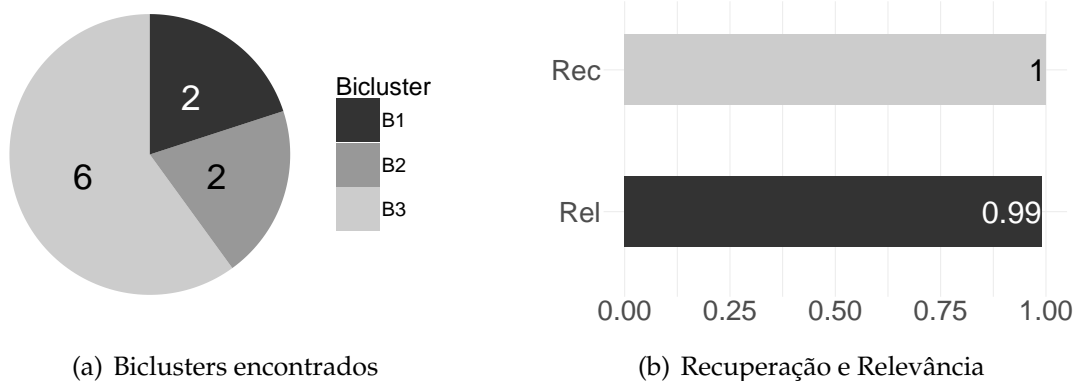 2
2
6
Bicluster
B1
B2
B3
(a) Biclusters encontrados
Rec
1
Rel
0.99
0.00 0.25 0.50 0.75 1.00
(b) Recuperação e Relevância